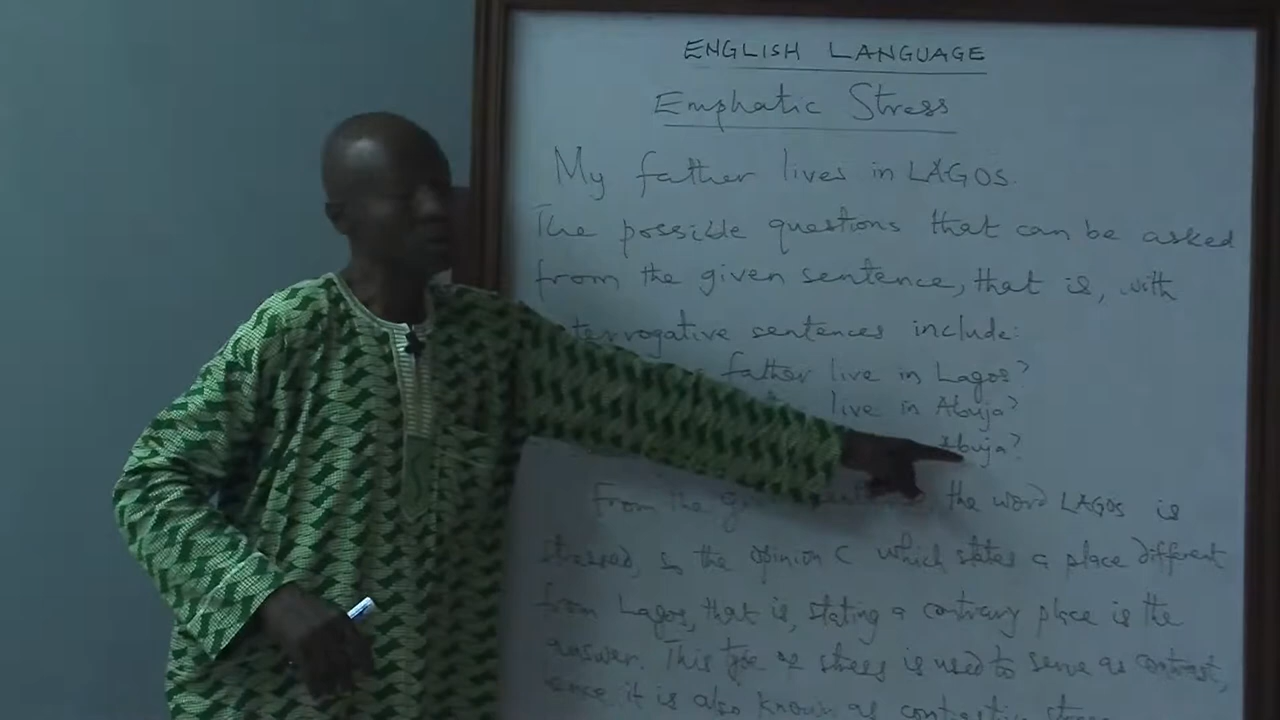 ENGLISH LANGUAGE
Emphatic Stress
My father lives in LAGOS.
The possible questions that can be asked
from the given sentence, that is, with
terrogative sentences include:
father live in Lagos?
live in Abuja?
Abuja?
From the the word LAGOS is
stressed, so the opinion C which states a place different
from Lagos, that is, stating a contrary place is the
answer. This type of stress is used to serve as contrast,
it is also known as contrastive